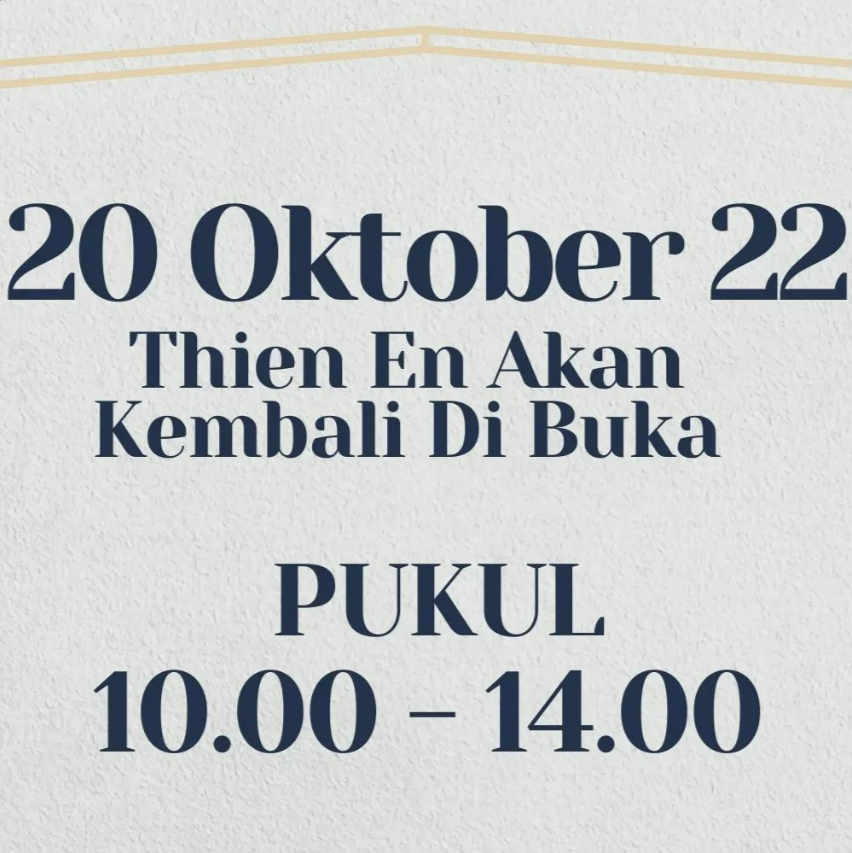 20 Oktober 22
Thien En Akan
Kembali Di Buka
PUKUL
10.00 – 14.00